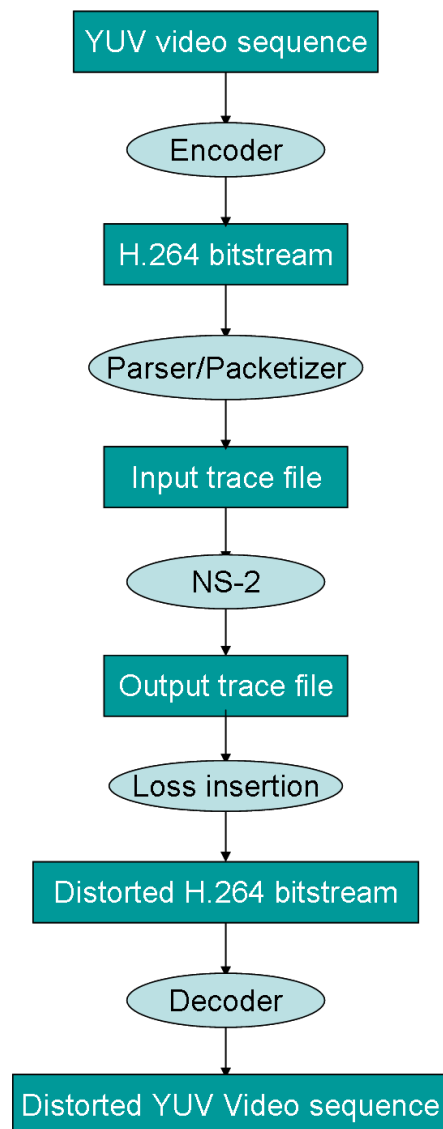 YUV video sequence
Encoder
H.264 bitstream
Parser/Packetizer
Input trace file
NS-2
Output trace file
Loss insertion
Distorted H.264 bitstream
Decoder
Distorted YUV Video sequence